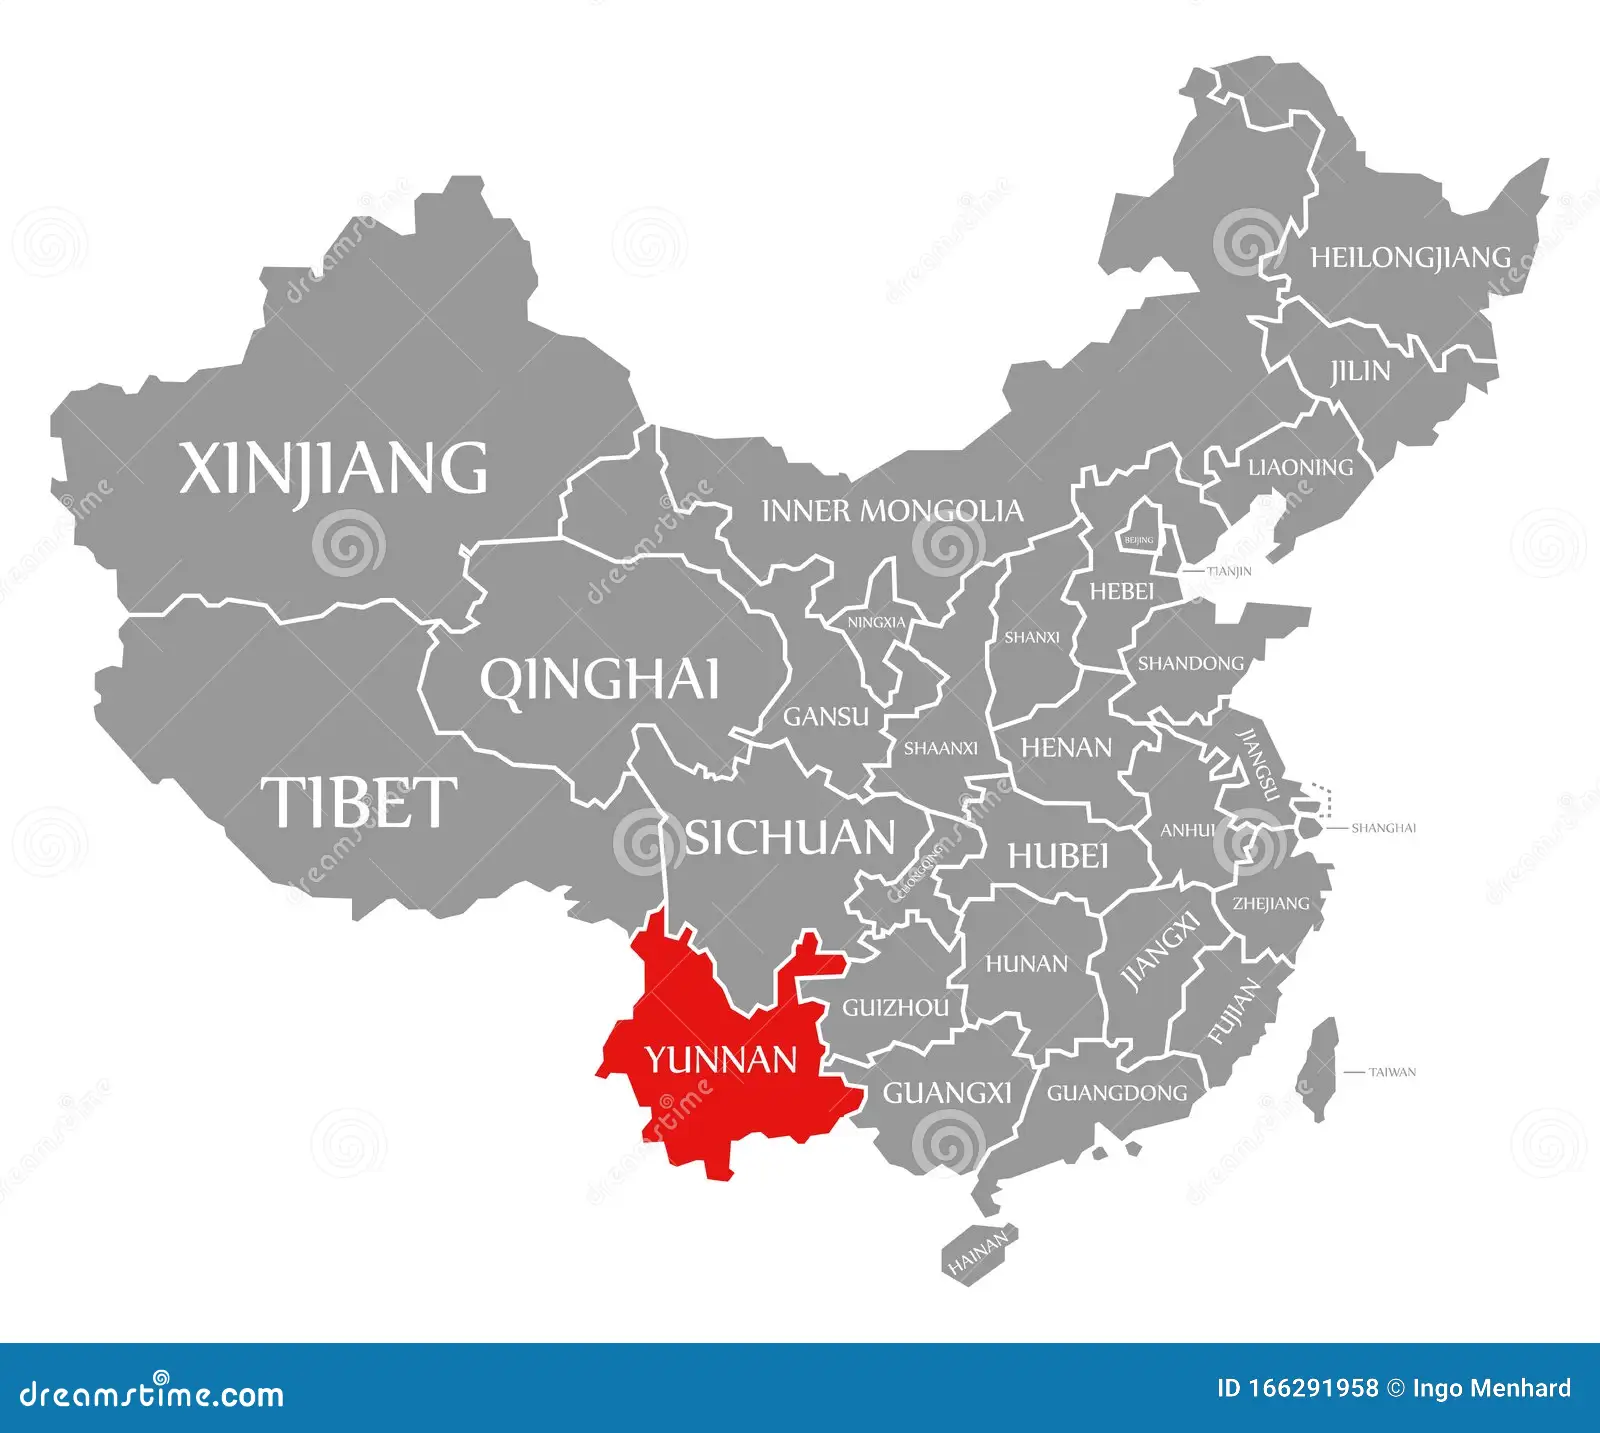 HEILONGJIANG
JILIN
XINJIANG
LIAONING
INNER MONGOLIA
BEIJING
TIANJIN
HEBEI
NINGXIA
SHANXI
SHANDONG
QINGHAI
GANSU
SHAANXI
HENAN
JIANGSU
TIBET
SICHUAN
ANHUI
SHANGHAI
HUBEI
CHONGQING
ZHEJIANG
JIANGXI
HUNAN
GUIZHOU
FUJIAN
YUNNAN
GUANGXI
GUANGDONG
TAIWAN
HAINAN
dreamstime
dreamstime.com
ID 166291958 © Ingo Menhard